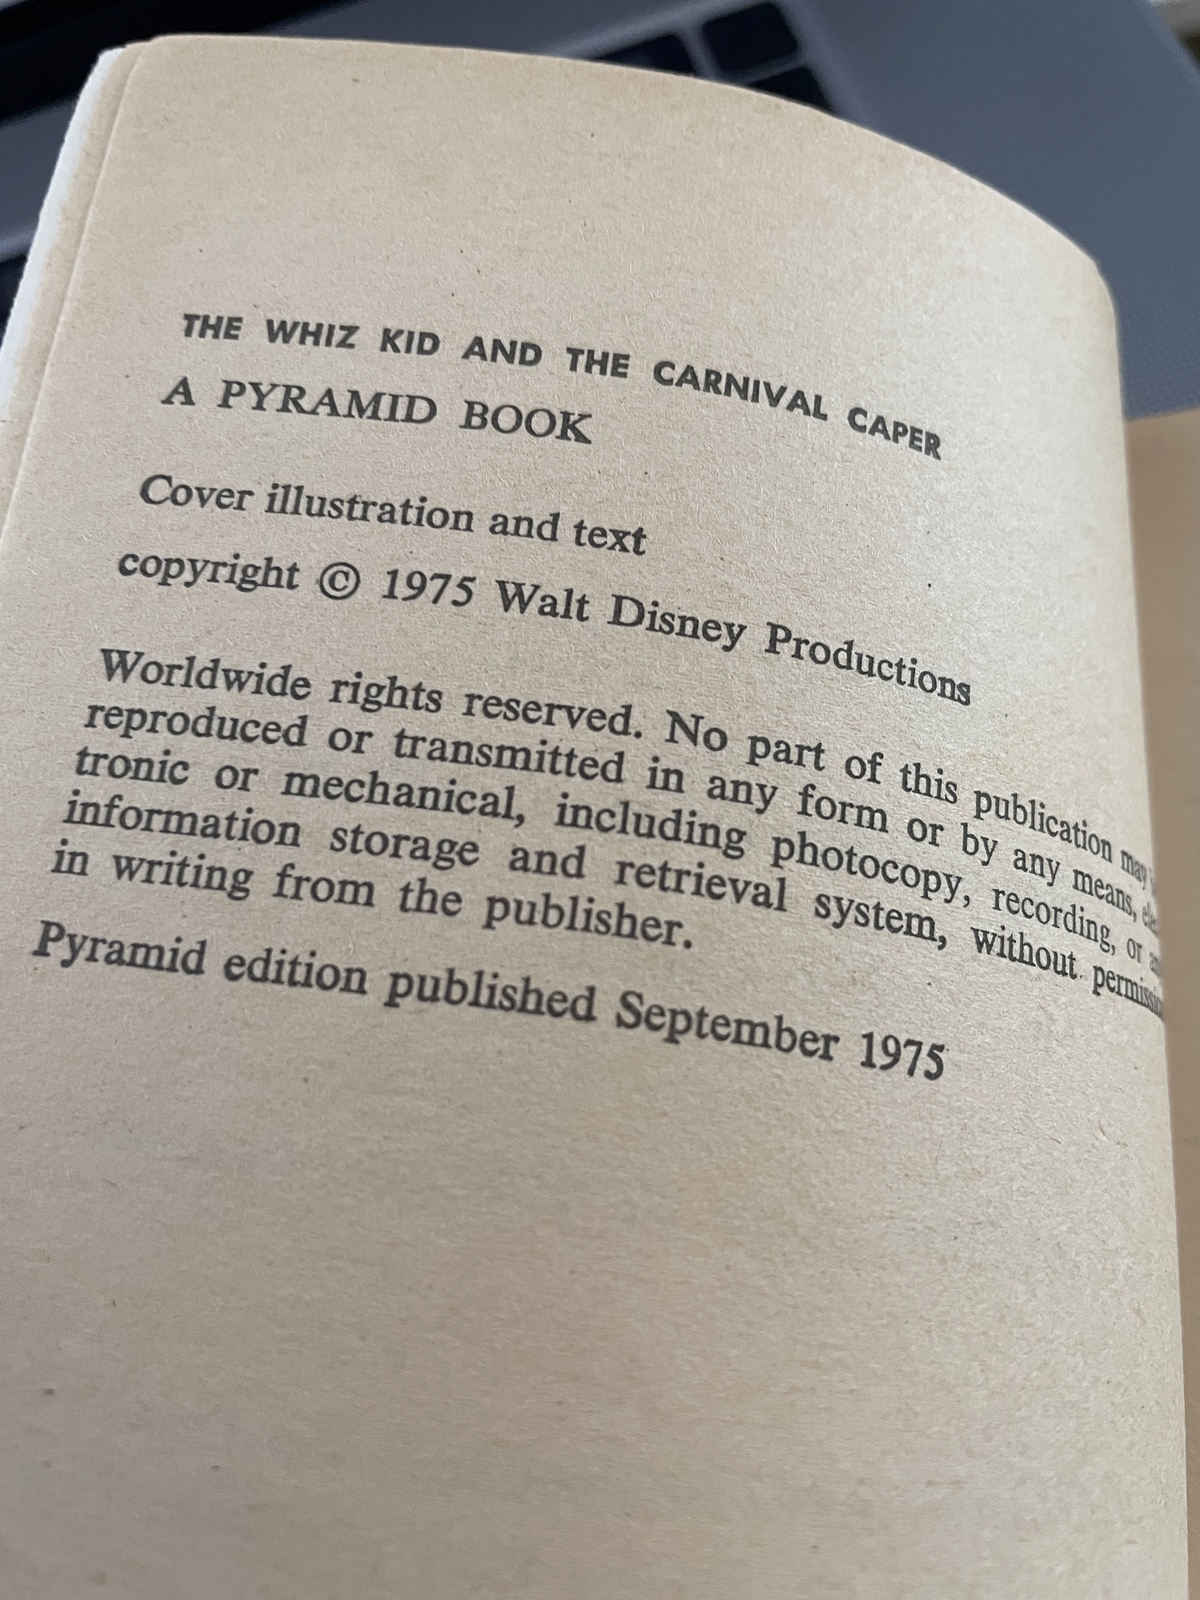 THE WHIZ KID AND THE CARNIVAL CAPER
A PYRAMID BOOK
Cover illustration and text
copyright © 1975 Walt Disney Productions
Worldwide rights reserved. No part of this publication may
reproduced or transmitted in any form or by any means,
tronic or mechanical, including photocopy, recording, or
information storage and retrieval system, without
in writing from the publisher.
Pyramid edition published September 1975